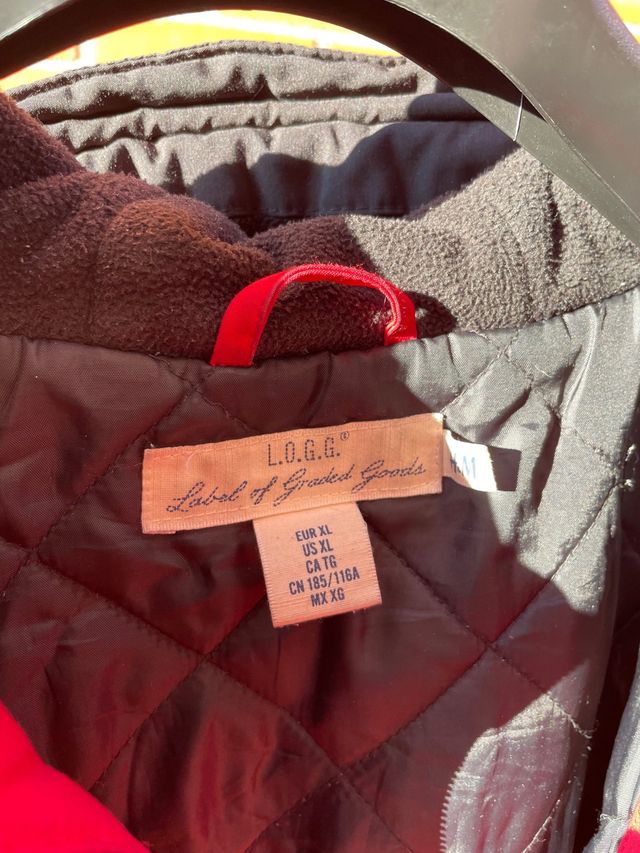 L.O.G.G.®
Label of Graded Goods
EUR XL
US XL
CA TG
CN 185/116A
MX XG